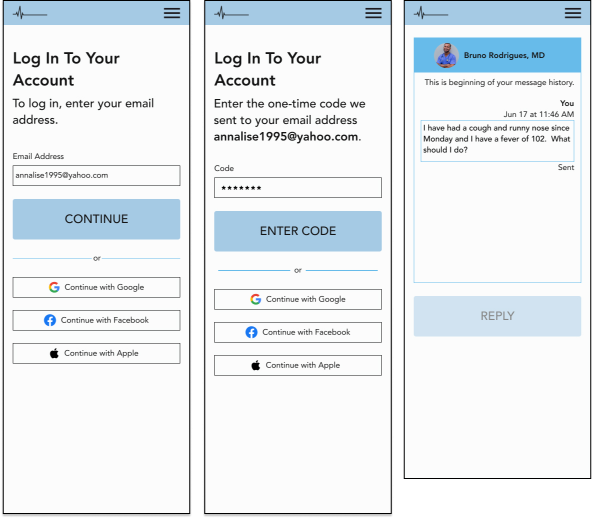 Log In To Your
Account
To log in, enter your email
address.
Email Address
annalise1995@yahoo.com
CONTINUE
or
Continue with Google
Continue with Facebook
Continue with Apple
Log In To Your
Account
Enter the one-time code we
sent to your email address
annalise1995@yahoo.com.
Code
*******
ENTER CODE
or
Continue with Google
Continue with Facebook
Continue with Apple
Bruno Rodrigues, MD
This is beginning of your message history.
You
Jun 17 at 11:46 AM
I have had a cough and runny nose since
Monday and I have a fever of 102. What
should I do?
Sent
REPLY